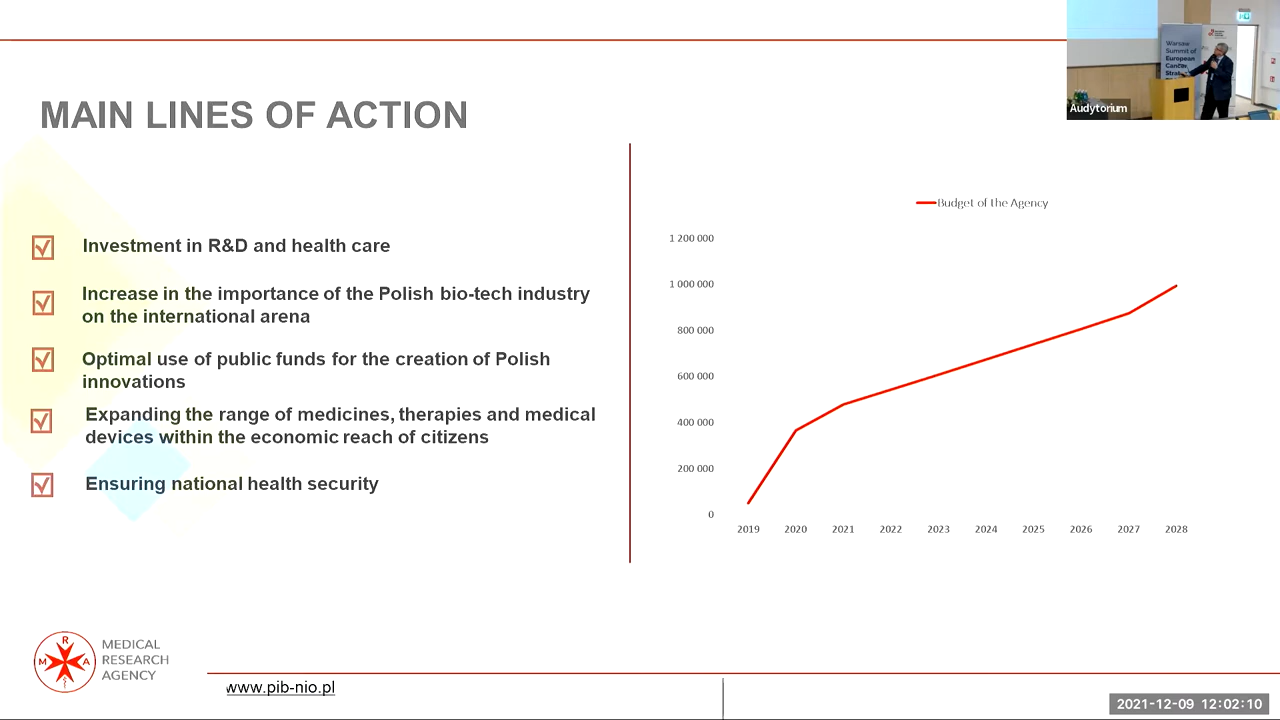 MAIN LINES OF ACTION
Investment in R&D and health care
Increase in the importance of the Polish bio-tech industry
on the international arena
Optimal use of public funds for the creation of Polish
innovations
Expanding the range of medicines, therapies and medical
devices within the economic reach of citizens
Ensuring national health security
Budget of the Agency
1 200 000
1 000 000
800 000
600 000
400 000
200 000
0
2019 2020 2021 2022 2023 2024 2025 2026 2027 2028
Warsaw
Summit of
European
Cancer
Audytorium
R
M A
MEDICAL
RESEARCH
AGENCY
www.pib-nio.pl
2021-12-09 12:02:10